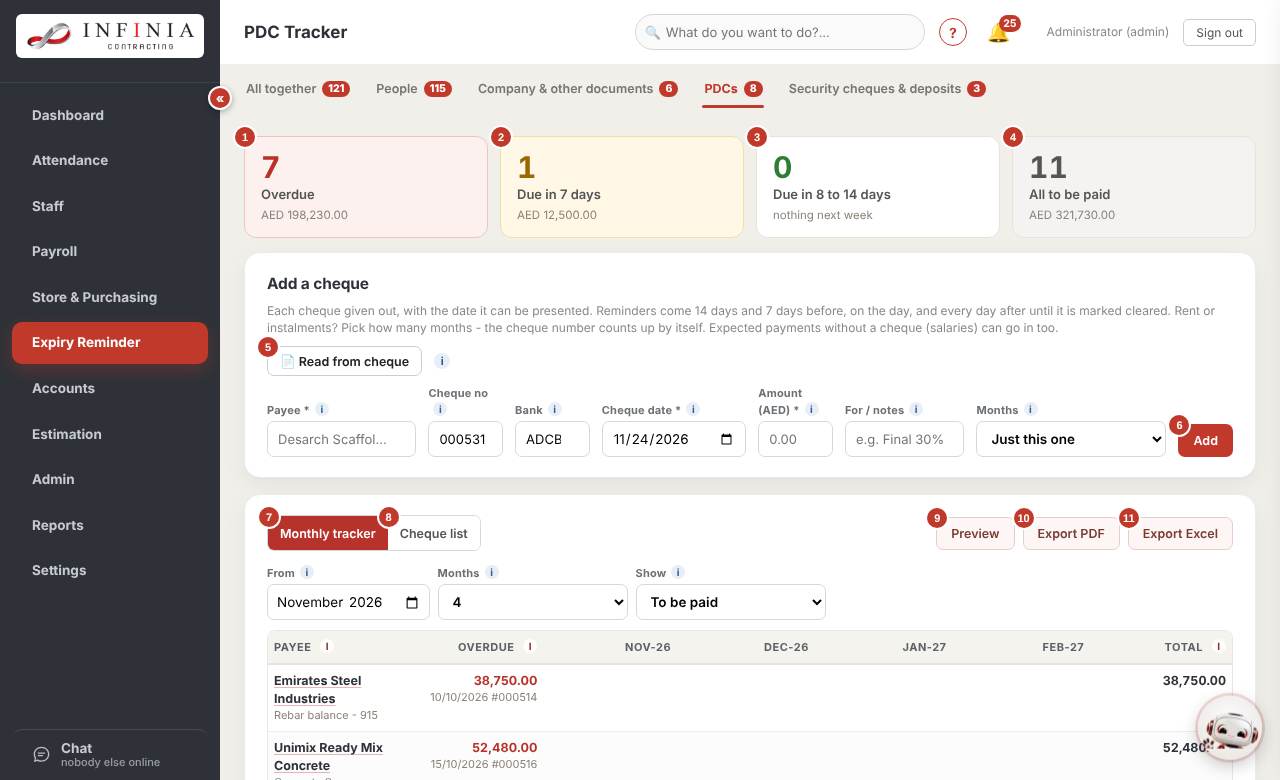 INFINIA
CONTRACTING
PDC Tracker
What do you want to do?...
?
25
Administrator (admin)
Sign out
«
Dashboard
Attendance
Staff
Payroll
Store & Purchasing
Expiry Reminder
Accounts
Estimation
Admin
Reports
Settings
Chat
nobody else online
All together 121
People 115
Company & other documents 6
PDCs 8
Security cheques & deposits 3
1
7
Overdue
AED 198,230.00
2
1
Due in 7 days
AED 12,500.00
3
0
Due in 8 to 14 days
nothing next week
4
11
All to be paid
AED 321,730.00
Add a cheque
Each cheque given out, with the date it can be presented. Reminders come 14 days and 7 days before, on the day, and every day after until it is marked cleared. Rent or
instalments? Pick how many months - the cheque number counts up by itself. Expected payments without a cheque (salaries) can go in too.
5
Read from cheque i
Payee * i
Cheque no i
Bank i
Cheque date * i
Amount (AED) * i
For / notes i
Months i
Desarch Scaffol...
000531
ADCB
11/24/2026
0.00
e.g. Final 30%
Just this one
6
Add
7
Monthly tracker
8
Cheque list
9
Preview
10
Export PDF
11
Export Excel
From i
Months i
Show i
November 2026
4
To be paid
PAYEE I OVERDUE I NOV-26 DEC-26 JAN-27 FEB-27 TOTAL I
Emirates Steel Industries
38,750.00
38,750.00
10/10/2026 #000514
Rebar balance - 915
Unimix Ready Mix Concrete
52,480.00
15/10/2026 #000516